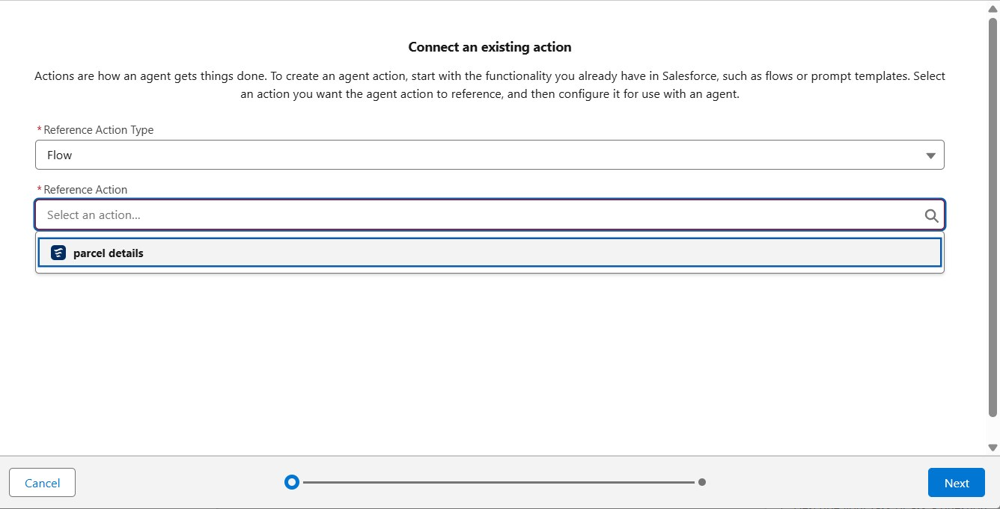 Connect an existing action
Actions are how an agent gets things done. To create an agent action, start with the functionality you already have in Salesforce, such as flows or prompt templates. Select
an action you want the agent action to reference, and then configure it for use with an agent.
*Reference Action Type
Flow
*Reference Action
Select an action...
parcel details
Cancel
Next